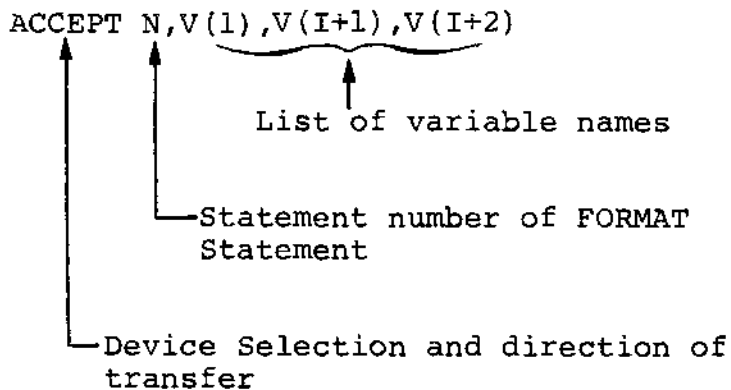 ACCEPT N,V(1),V(I+1),V(I+2)
List of variable names
Statement number of FORMAT
Statement
Device Selection and direction of
transfer